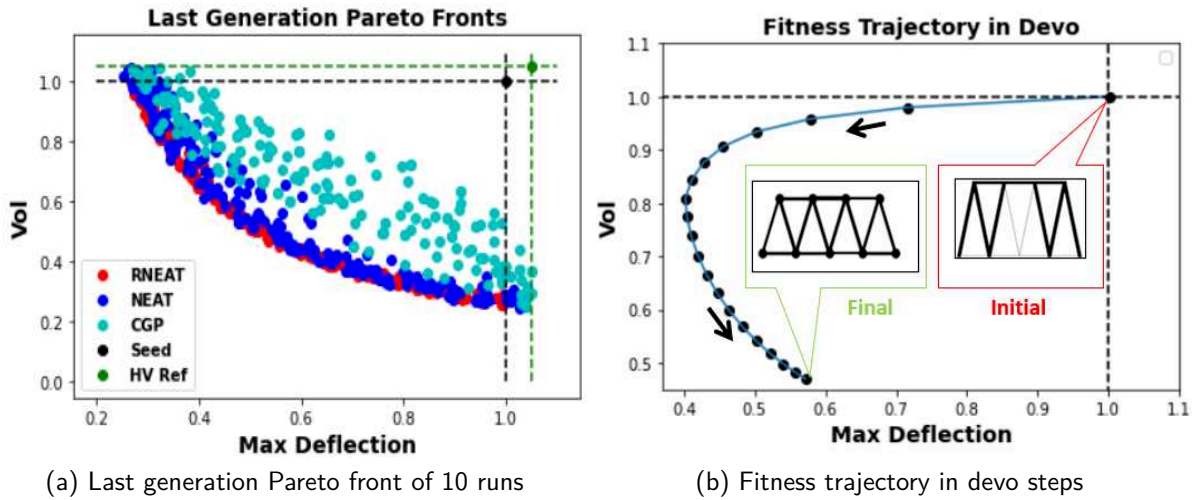 Last Generation Pareto Fronts
Vol
1.0
0.8
0.6
0.4
0.2
0.0
RNEAT
NEAT
CGP
Seed
HV Ref
0.2
0.4
0.6
0.8
1.0
Max Deflection
(a) Last generation Pareto front of 10 runs
Fitness Trajectory in Devo
Vol
1.1
1.0
0.9
0.8
0.7
0.6
0.5
Final
Initial
0.4
0.5
0.6
0.7
0.8
0.9
1.0
1.1
Max Deflection
(b) Fitness trajectory in devo steps